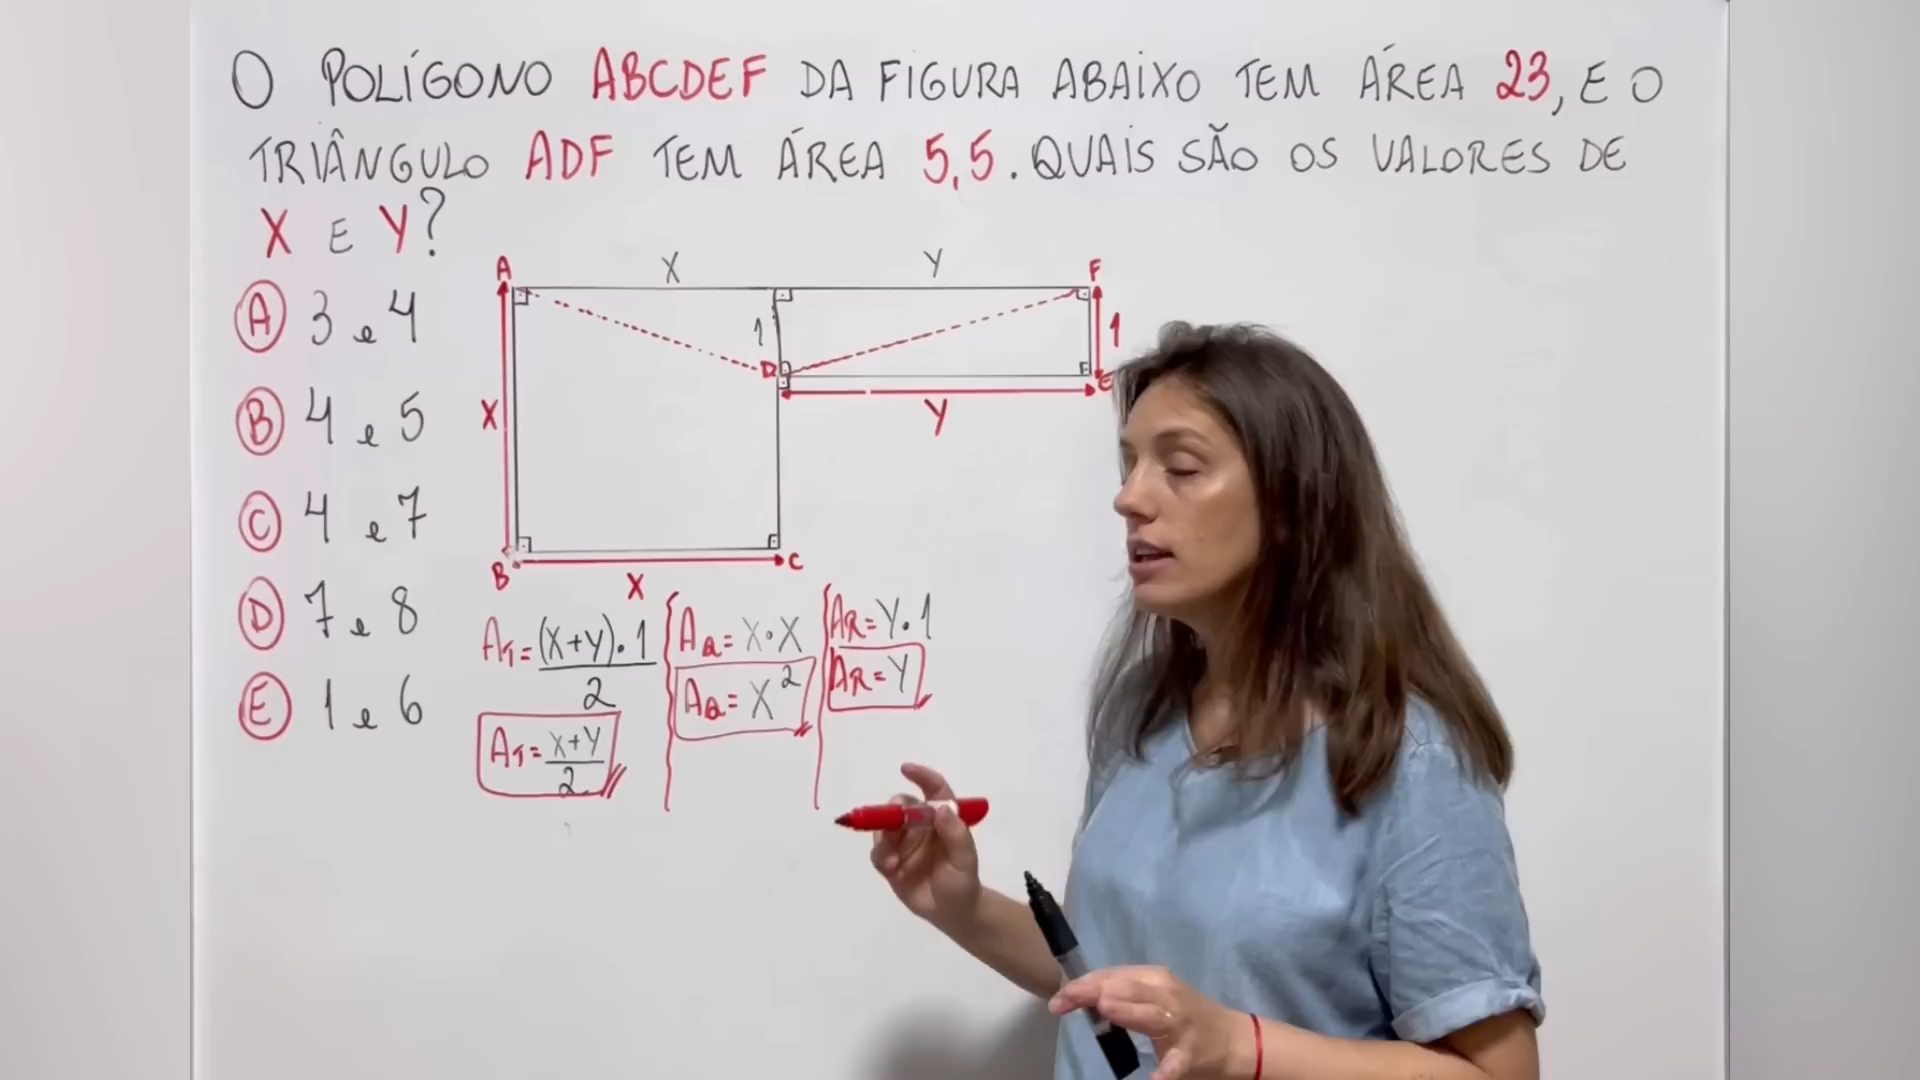 O POLÍGONO ABCDEF DA FIGURA ABAIXO TEM ÁREA 23, E O
TRIÂNGULO ADF TEM ÁREA 5,5. QUAIS SÃO OS VALORES DE
X E Y?
A 3 e 4
B 4 e 5
C 4 e 7
D 7 e 8
E 1 e 6
A X Y F
1 1
D E
X Y
B X C
AT = (X+Y)·1
2
AT = X+Y
2
AQ = X·X
AQ = X²
AR = Y·1
AR = Y